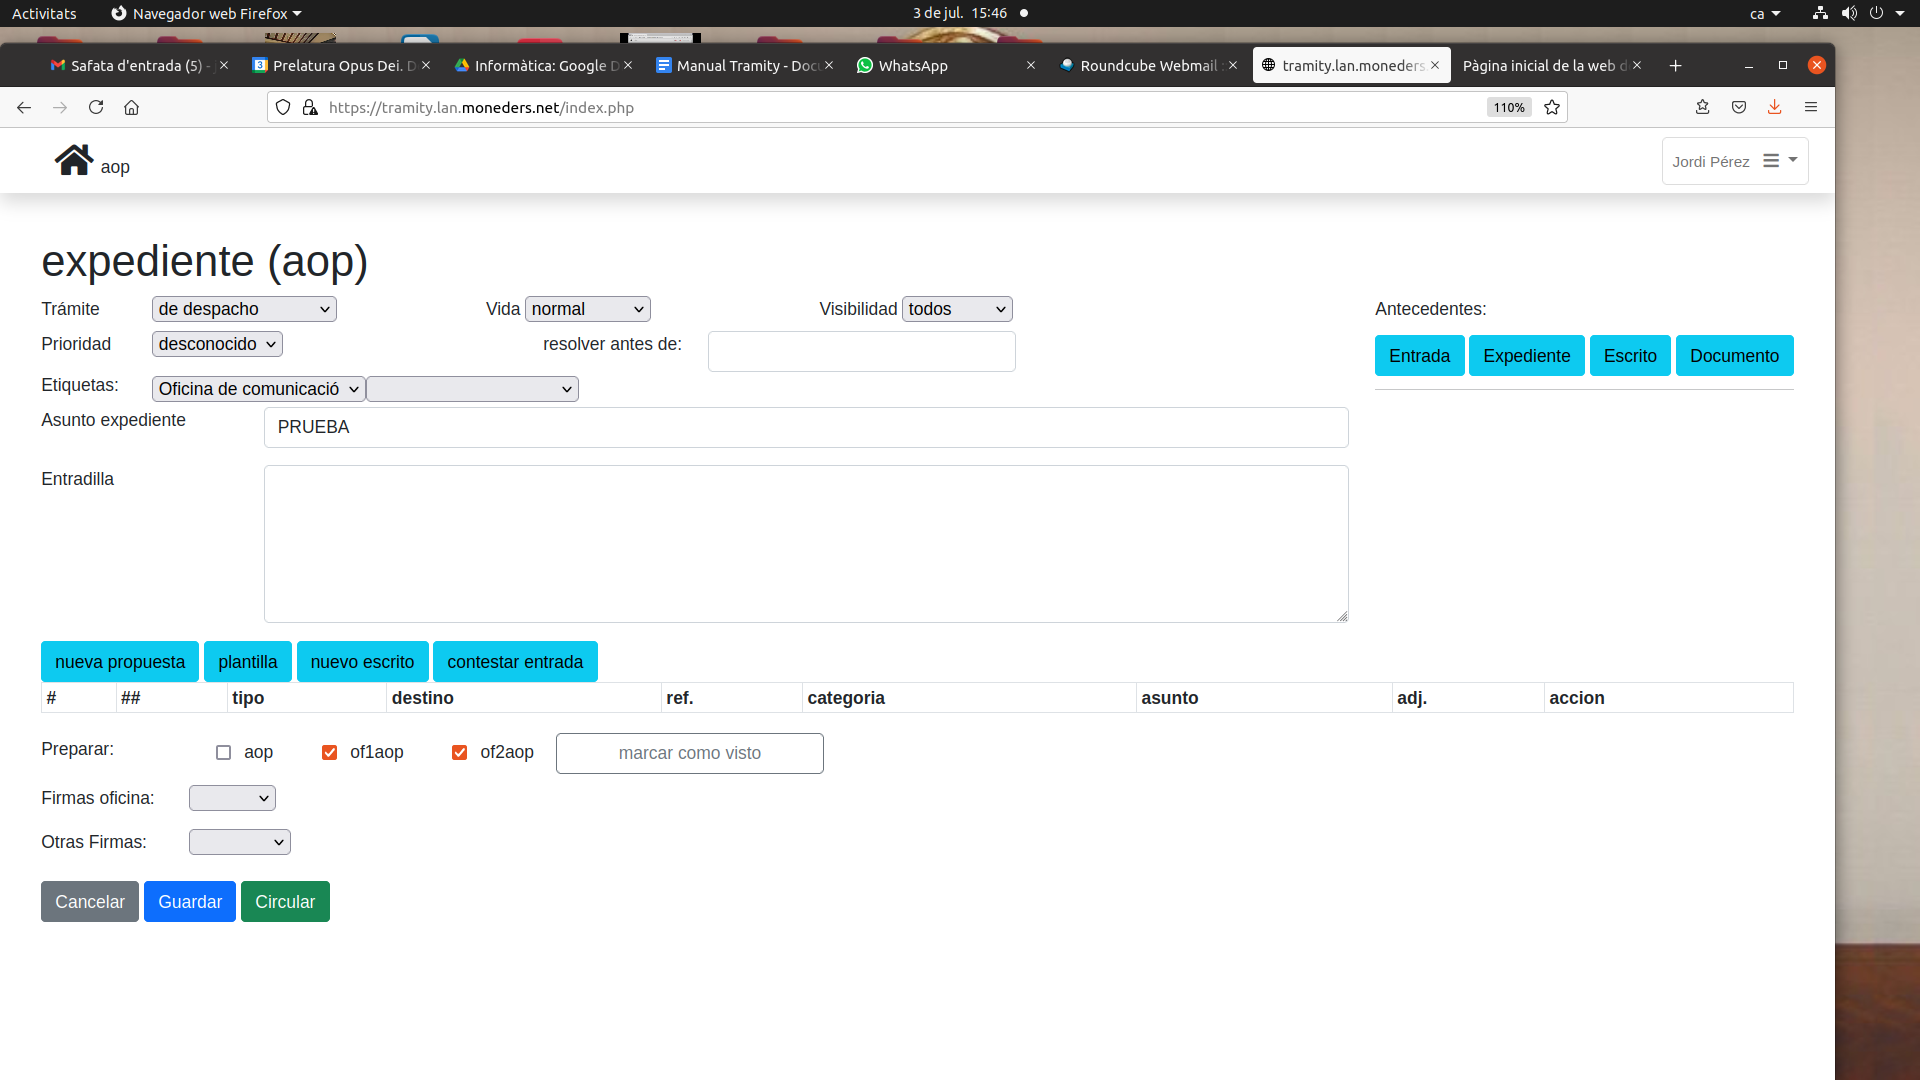 Activitats Navegador web Firefox 3 de jul. 15:46 ca
Safata d'entrada (5) - Prelatura Opus Dei. D Informàtica: Google D Manual Tramity - Docu WhatsApp Roundcube Webmail : tramity.lan.moneders Pàgina inicial de la web d
https://tramity.lan.moneders.net/index.php 110%
aop Jordi Pérez
expediente (aop)
Trámite de despacho Vida normal Visibilidad todos Antecedentes:
Prioridad desconocido resolver antes de: Entrada Expediente Escrito Documento
Etiquetas: Oficina de comunicació
Asunto expediente PRUEBA
Entradilla
nueva propuesta plantilla nuevo escrito contestar entrada
# ## tipo destino ref. categoria asunto adj. accion
Preparar: aop of1aop of2aop marcar como visto
Firmas oficina:
Otras Firmas:
Cancelar Guardar Circular